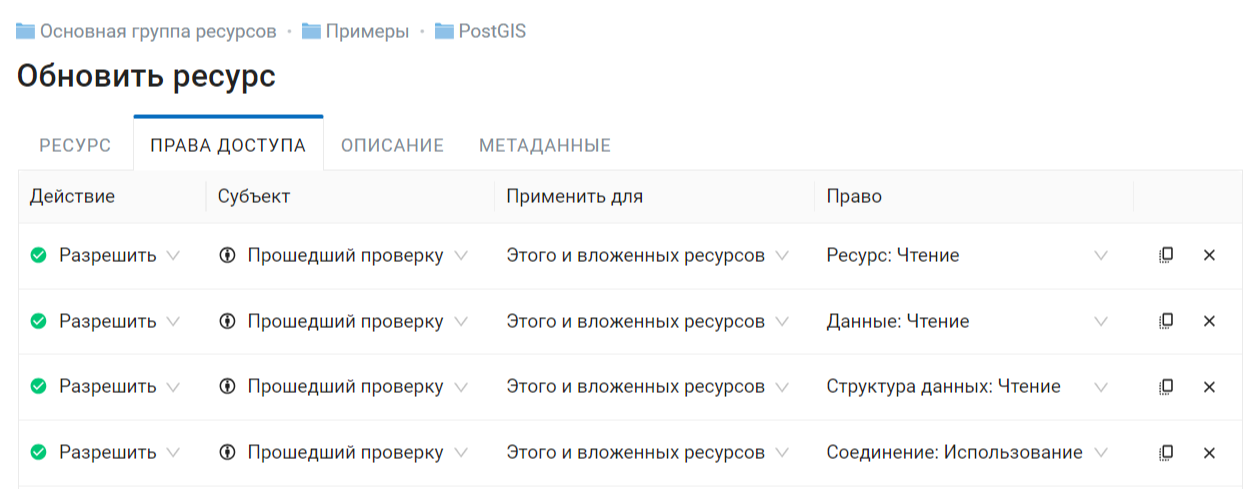 Основная группа ресурсов • Примеры • PostGIS
Обновить ресурс
РЕСУРС ПРАВА ДОСТУПА ОПИСАНИЕ МЕТАДАННЫЕ
Действие Субъект Применить для Право
Разрешить Прошедший проверку Этого и вложенных ресурсов Ресурс: Чтение
Разрешить Прошедший проверку Этого и вложенных ресурсов Данные: Чтение
Разрешить Прошедший проверку Этого и вложенных ресурсов Структура данных: Чтение
Разрешить Прошедший проверку Этого и вложенных ресурсов Соединение: Использование